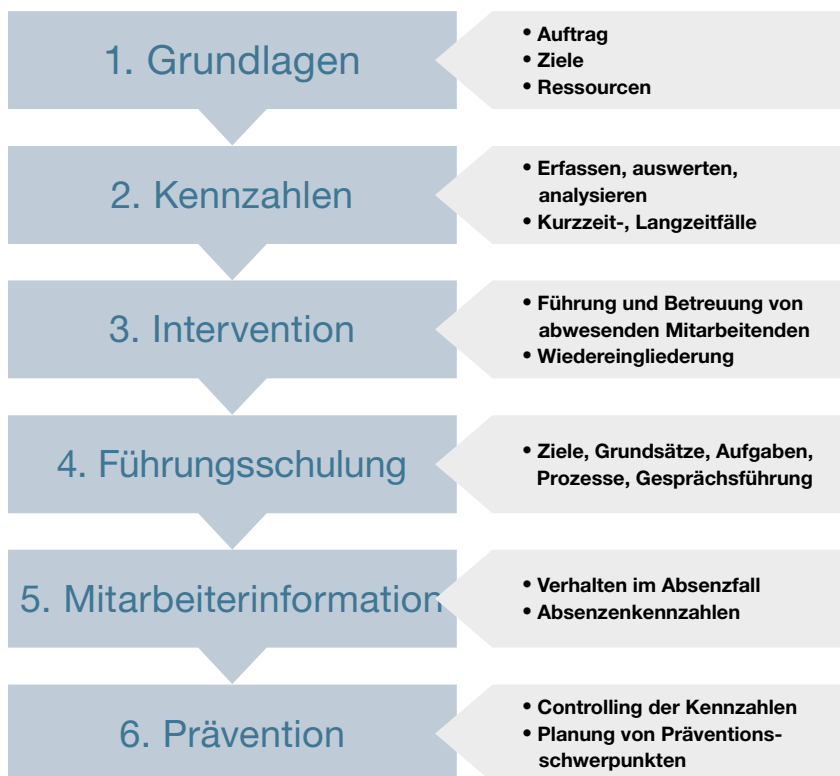 1. Grundlagen
• Auftrag
• Ziele
• Ressourcen
2. Kennzahlen
• Erfassen, auswerten,
analysieren
• Kurzzeit-, Langzeitfälle
3. Intervention
• Führung und Betreuung von
abwesenden Mitarbeitenden
• Wiedereingliederung
4. Führungsschulung
• Ziele, Grundsätze, Aufgaben,
Prozesse, Gesprächsführung
5. Mitarbeiterinformation
• Verhalten im Absenzfall
• Absenzenkennzahlen
6. Prävention
• Controlling der Kennzahlen
• Planung von Präventions-
schwerpunkten